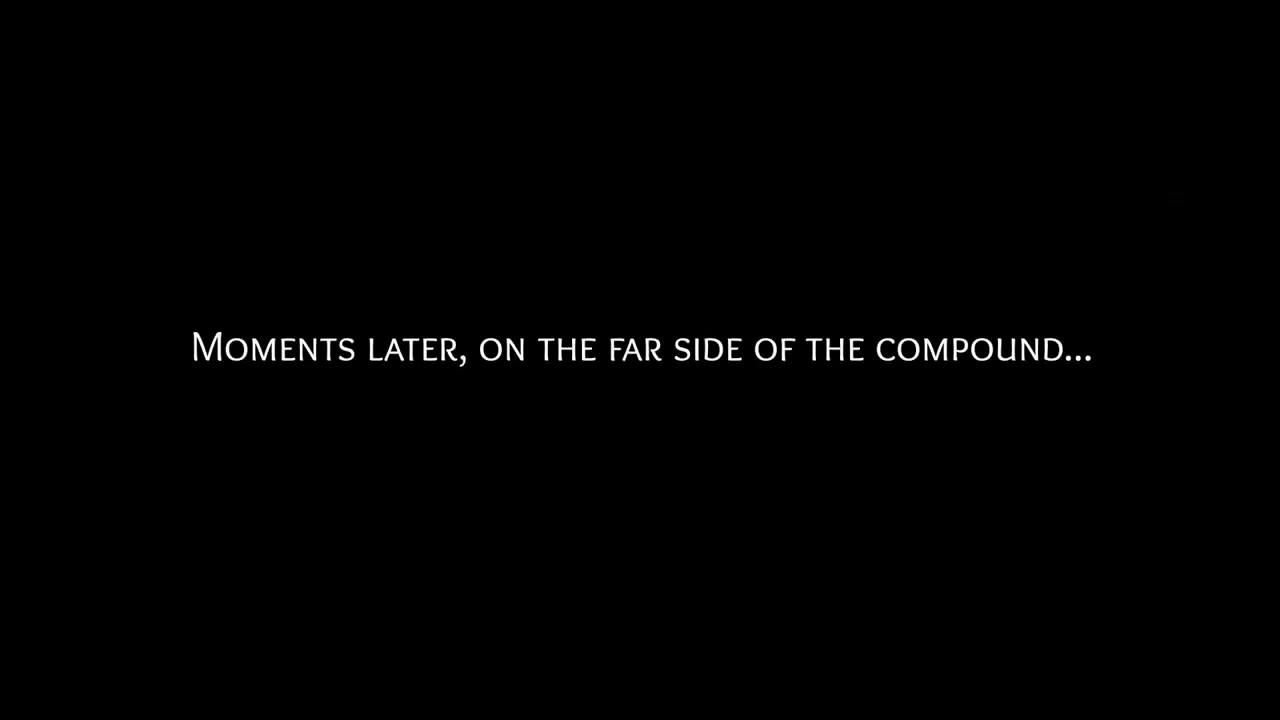 Moments later, on the far side of the compound...